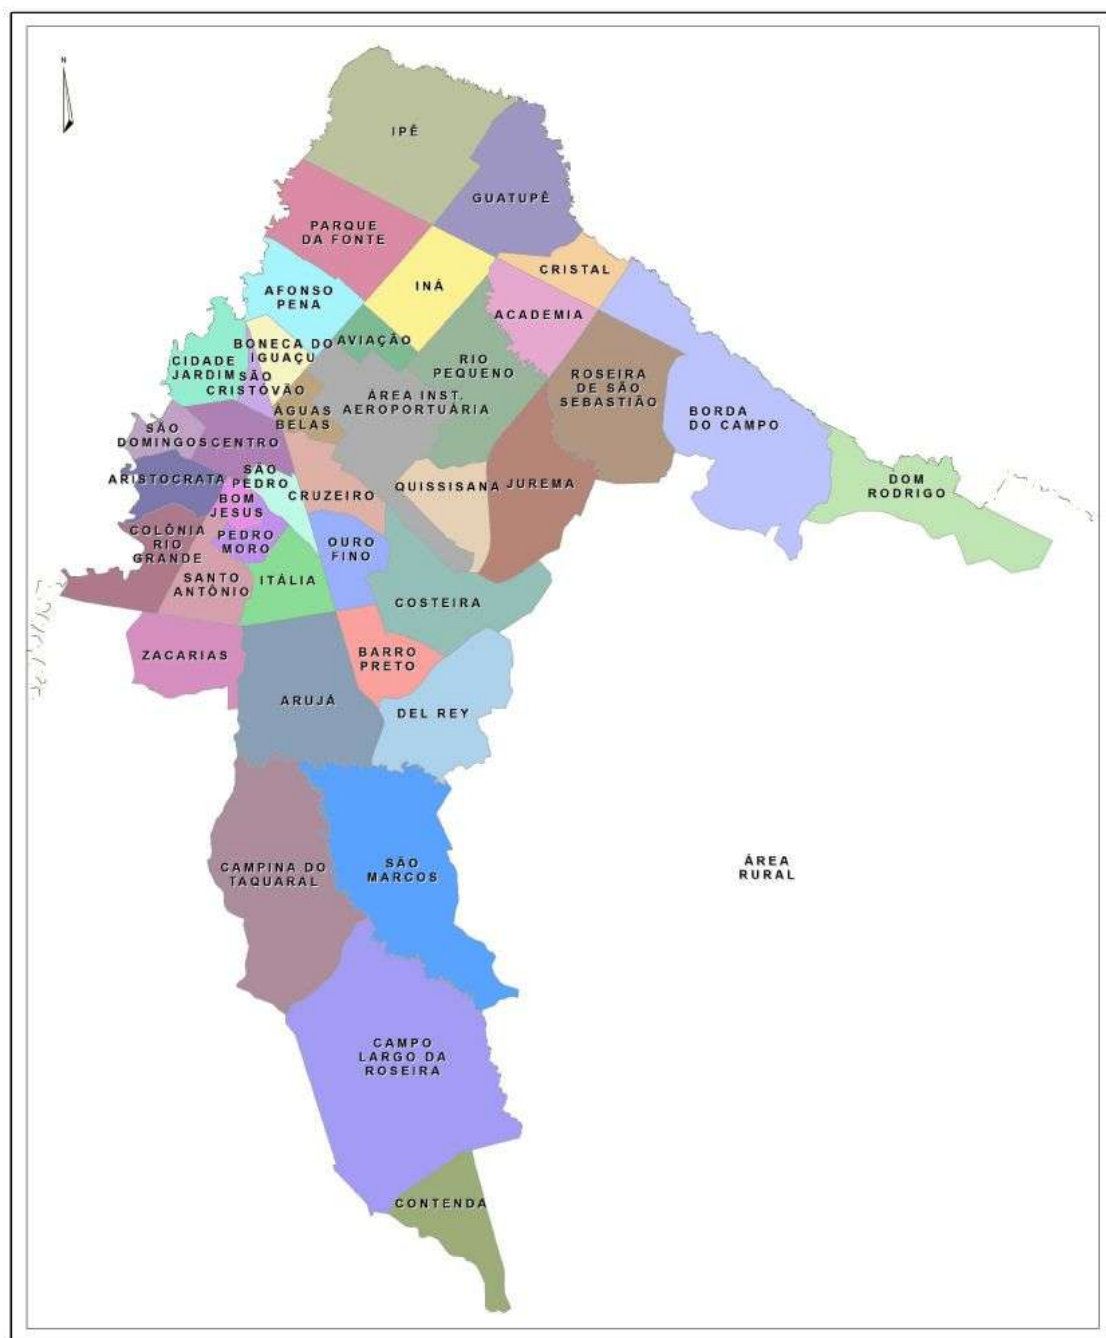 N
IPÊ
GUATUPÊ
PARQUE
DA FONTE
CRISTAL
INÁ
AFONSO
PENA
ACADEMIA
AVIAÇÃO
BONECA DO
IGUAÇU
CIDADE
JARDIM
SÃO
CRISTÓVÃO
RIO
PEQUENO
ROSEIRA
DE SÃO
SEBASTIÃO
ÁREA INST.
AEROPORTUÁRIA
ÁGUAS
BELAS
BORDA
DO CAMPO
SÃO
DOMINGOS
CENTRO
ARISTOCRATA
SÃO
PEDRO
CRUZEIRO
QUISSISANA
JUREMA
DOM
RODRIGO
BOM
JESUS
COLÔNIA
RIO
GRANDE
PEDRO
MORO
OURO
FINO
SANTO
ANTÔNIO
ITÁLIA
COSTEIRA
ZACARIAS
BARRO
PRETO
ARUJÁ
DEL REY
CAMPINA DO
TAQUARAL
SÃO
MARCOS
ÁREA
RURAL
CAMPO
LARGO DA
ROSEIRA
CONTENDA